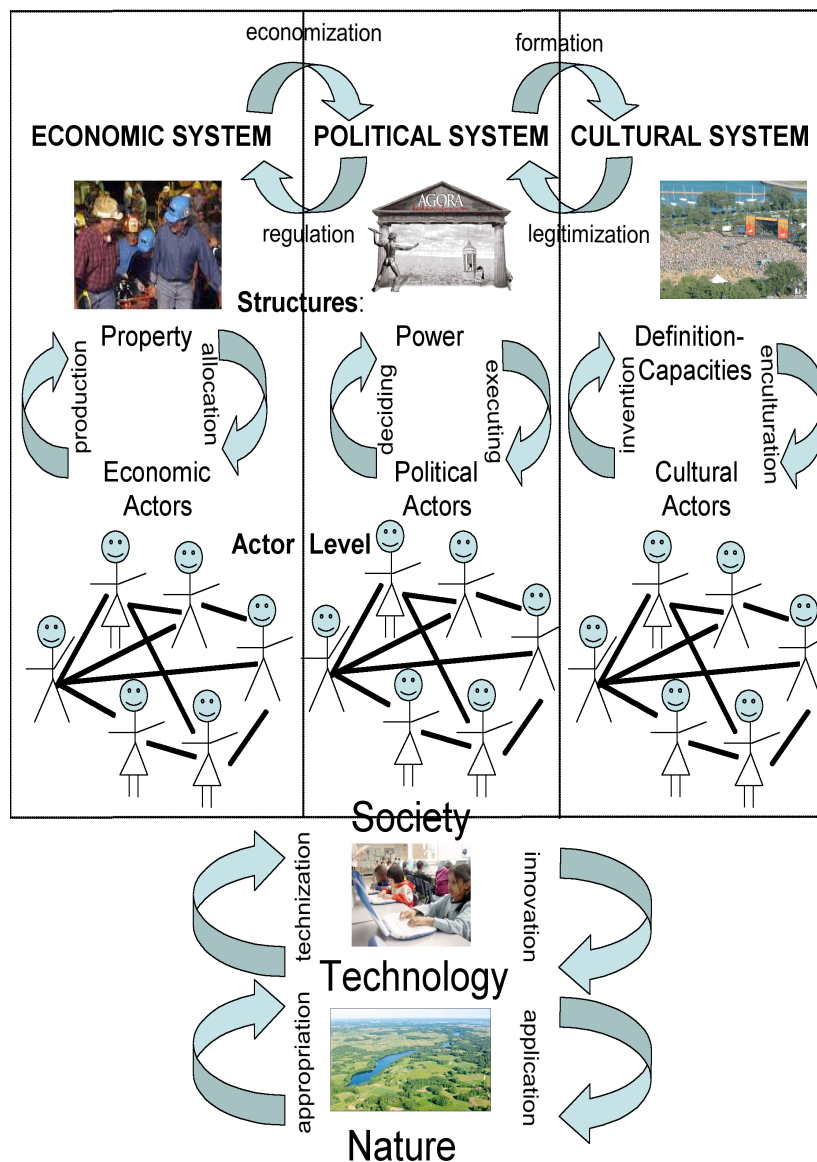 economization
formation
ECONOMIC SYSTEM
POLITICAL SYSTEM
CULTURAL SYSTEM
AGORA
regulation
legitimization
Structures:
Property
Power
Definition-
Capacities
production
allocation
deciding
executing
invention
enculturation
Economic
Actors
Political
Actors
Cultural
Actors
Actor Level
Society
technization
innovation
Technology
appropriation
application
Nature